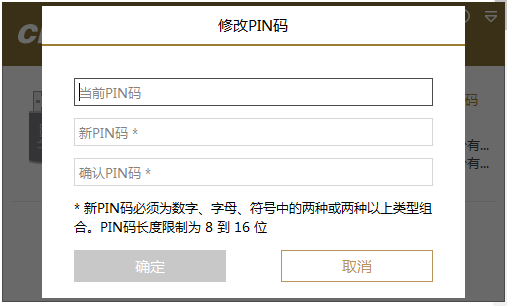 修改PIN码
当前PIN码
新PIN码 *
确认PIN码 *
* 新PIN码必须为数字、字母、符号中的两种或两种以上类型组
合。PIN码长度限制为 8 到 16 位
确定
取消
码
有...
有...